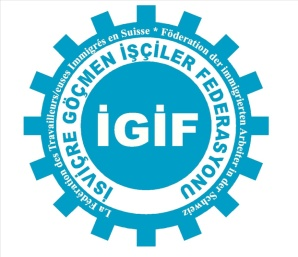 La Fédération des Travailleurs/euses Immigrés en Suisse * Föderation der immigrierten Arbeiter in der Schweiz
İSVİÇRE GÖÇMEN İŞÇİLER FEDERASYONU
İGİF